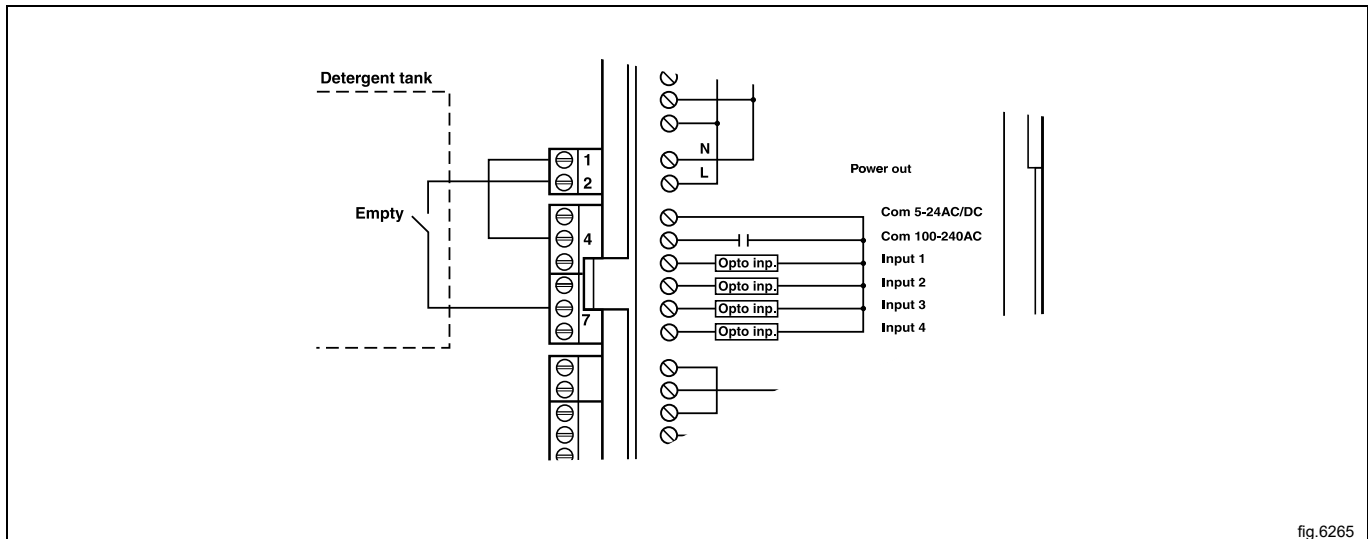 Detergent tank
1
2
Empty
4
7
N
L
Power out
Com 5-24AC/DC
Com 100-240AC
Opto inp. Input 1
Opto inp. Input 2
Opto inp. Input 3
Opto inp. Input 4
fig.6265